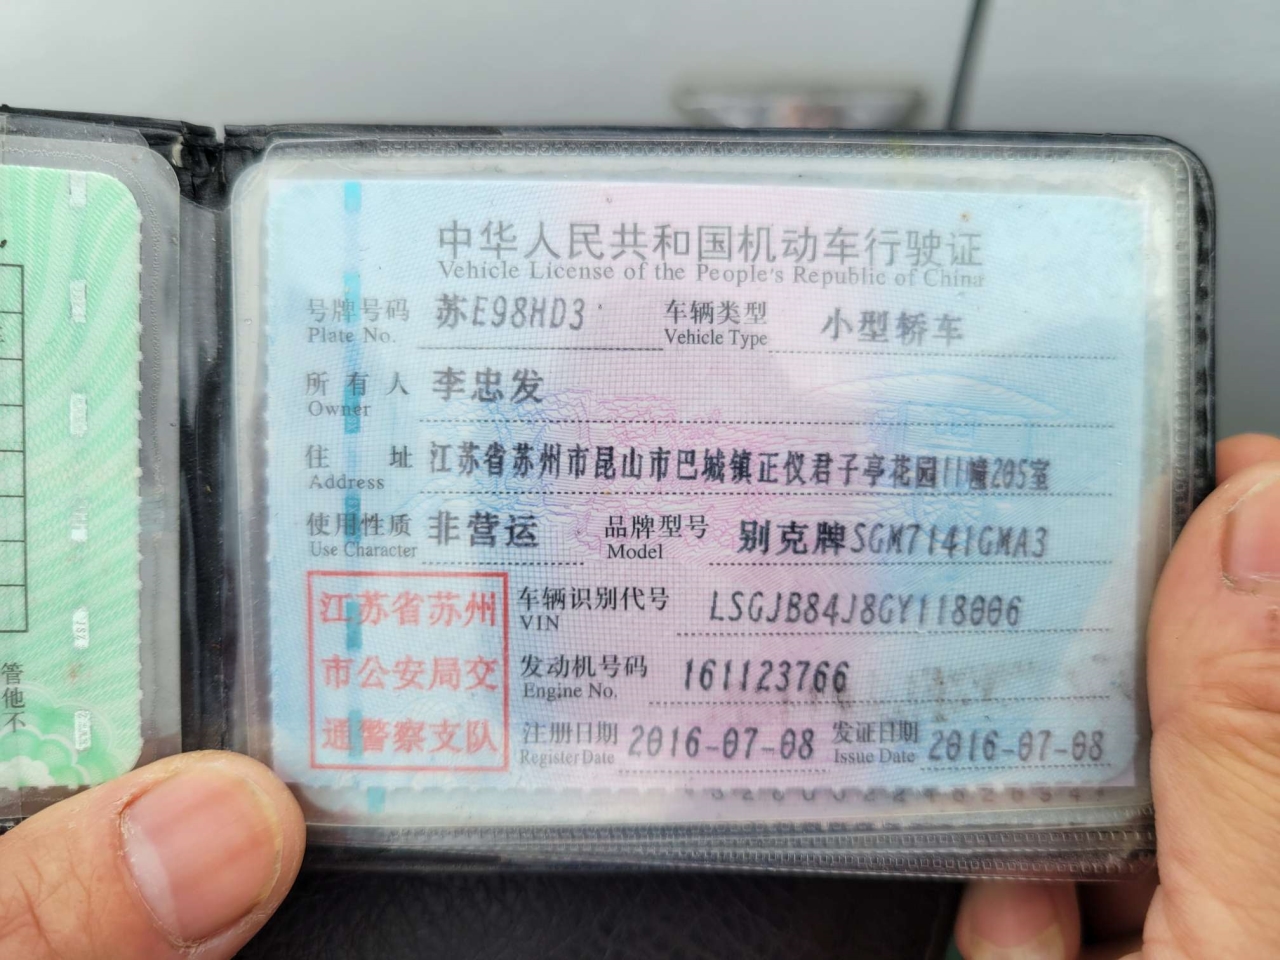 中华人民共和国机动车行驶证
Vehicle License of the People's Republic of China
号牌号码 苏E98HD3 车辆类型 小型轿车
Plate No. Vehicle Type
所有人 李忠发
Owner
住址 江苏省苏州市昆山市巴城镇正仪君子亭花园11幢205室
Address
使用性质 非营运 品牌型号 别克牌SGM7141GMA3
Use Character Model
江苏省苏州
市公安局交
通警察支队
车辆识别代号 LSGJB84J8GY118006
VIN
发动机号码 161123766
Engine No.
注册日期 2016-07-08 发证日期 2016-07-08
Register Date Issue Date
管
他
不